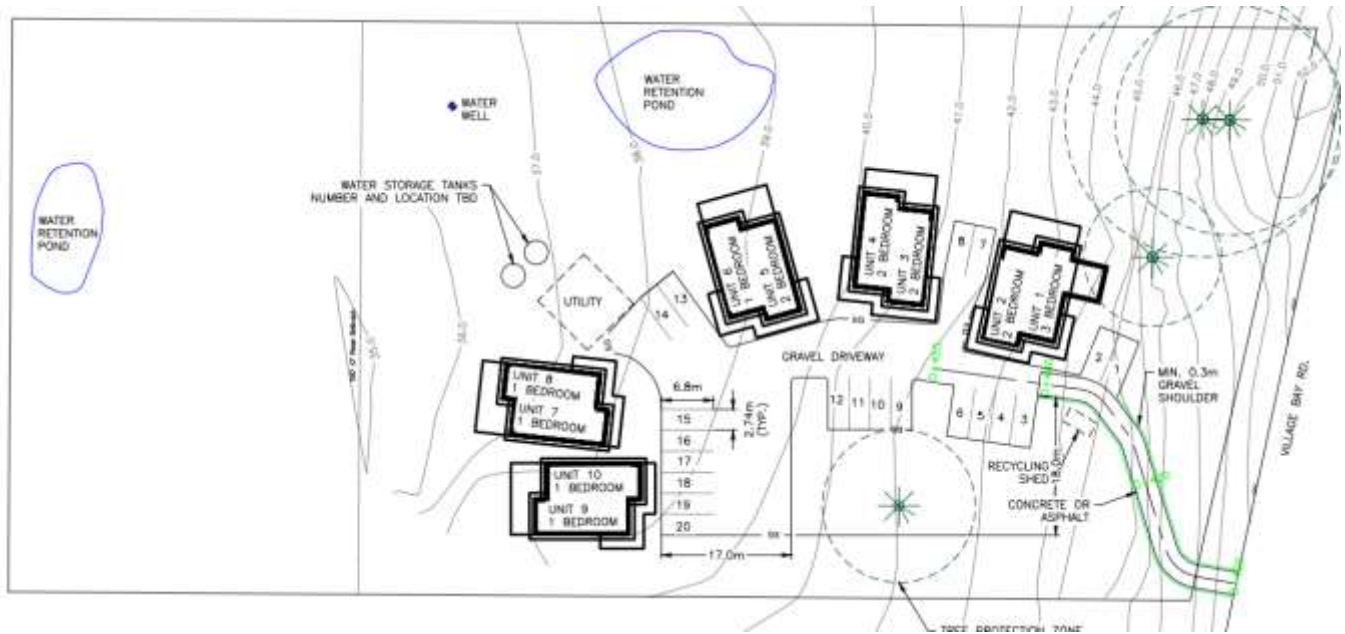 WATER
RETENTION
POND
WATER
WELL
52.0
51.0
50.0
49.0
48.0
47.0
46.0
45.0
44.0
43.0
42.0
41.0
40.0
39.0
38.0
37.0
36.0
35.0
WATER
RETENTION
POND
WATER STORAGE TANKS
NUMBER AND LOCATION TBD
UTILITY
13
14
UNIT 6
1 BEDROOM
UNIT 5
2 BEDROOM
UNIT 4
2 BEDROOM
UNIT 3
2 BEDROOM
8
7
UNIT 2
2 BEDROOM
UNIT 1
3 BEDROOM
2
GRAVEL DRIVEWAY
MIN. 0.3m
GRAVEL
SHOULDER
VILLAGE BAY RD.
UNIT 8
1 BEDROOM
UNIT 7
1 BEDROOM
6.8m
2.74m
(TYP.)
15
16
17
18
19
20
12
11
10
9
6
5
4
3
RECYCLING
SHED
18.0m
CONCRETE OR
ASPHALT
UNIT 10
1 BEDROOM
UNIT 9
1 BEDROOM
17.0m
TREE PROTECTION ZONE